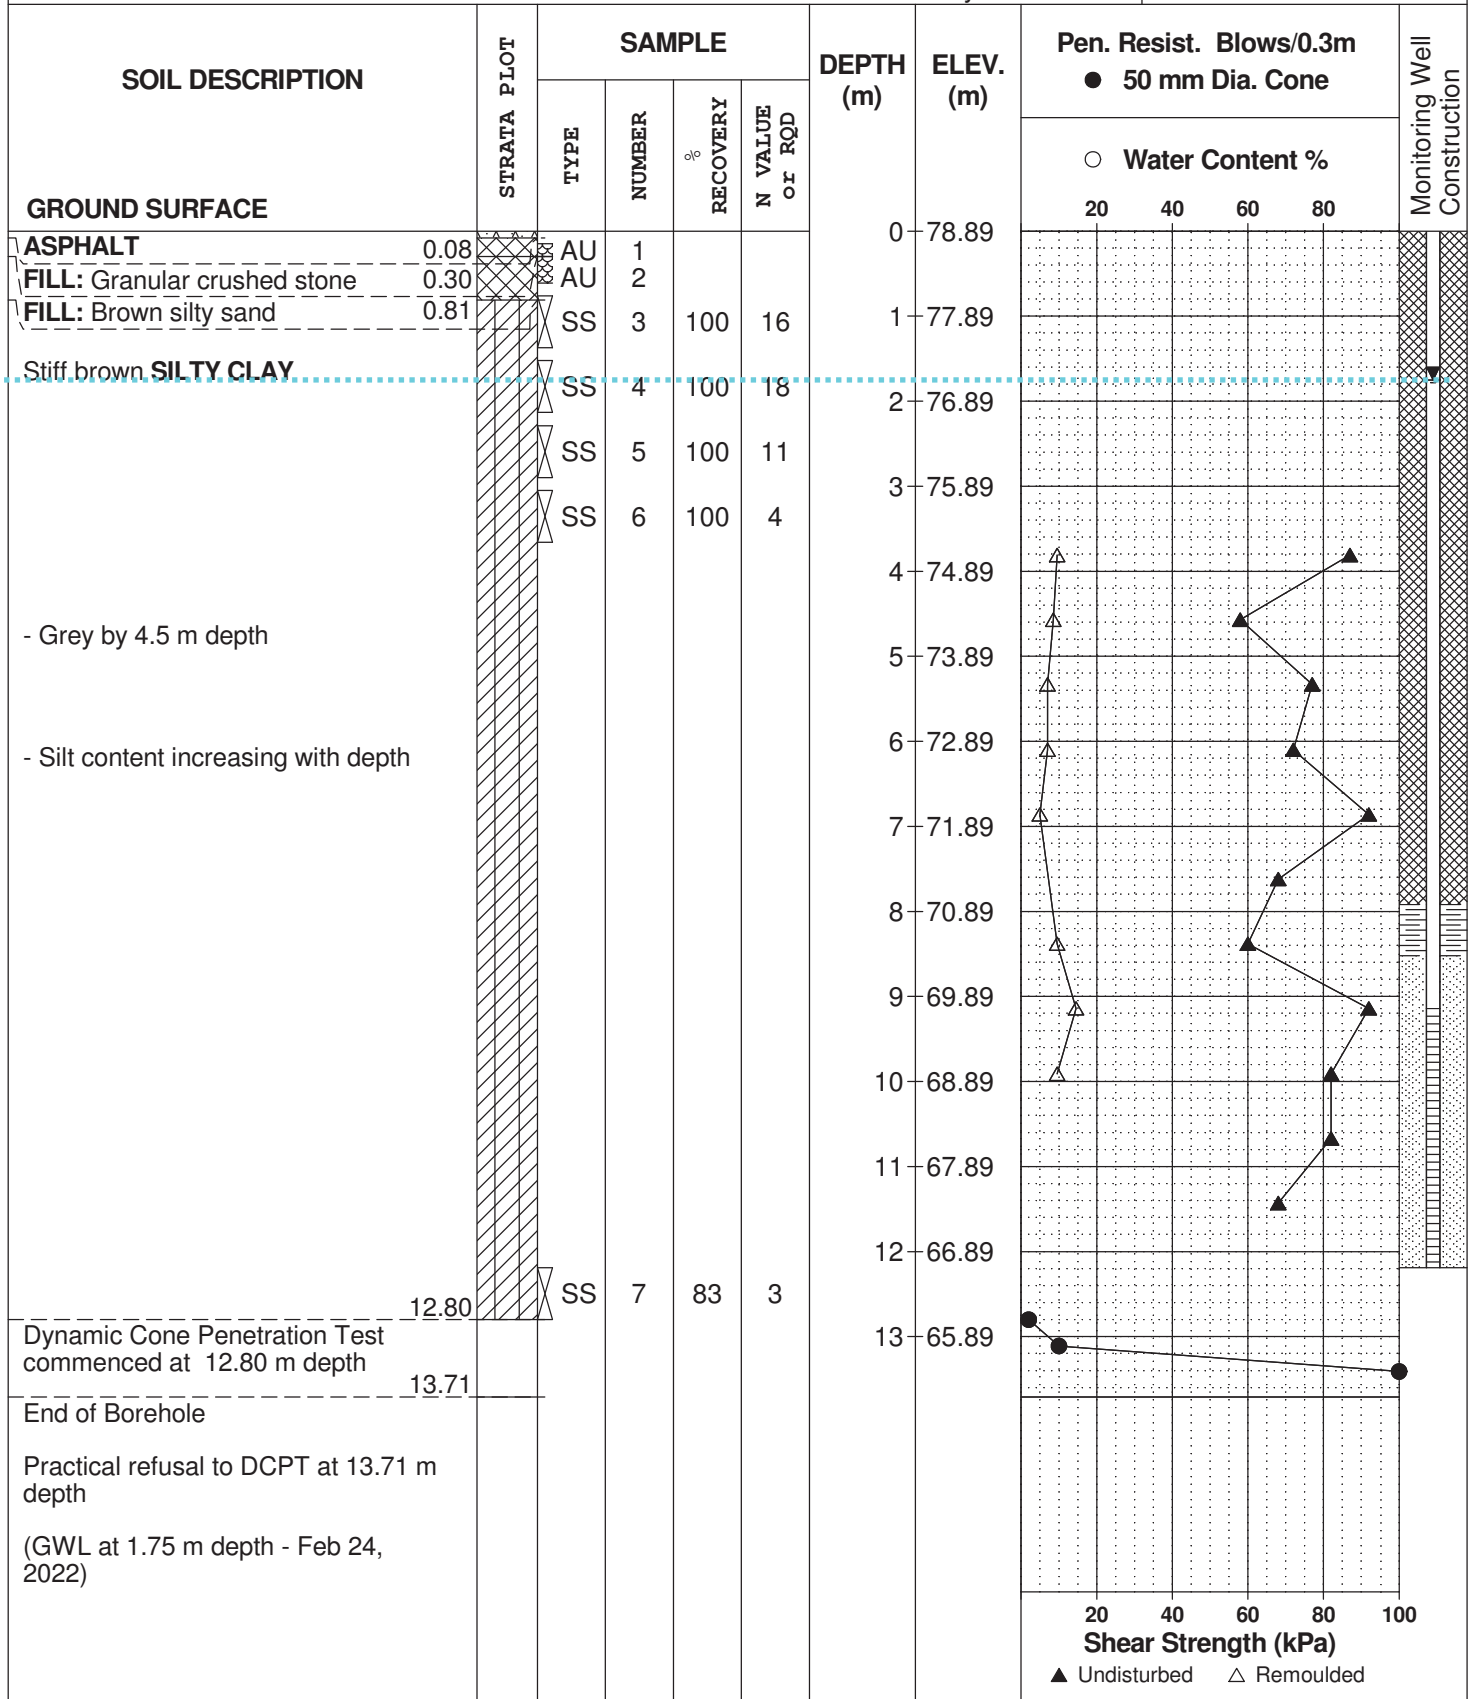 SOIL DESCRIPTION
GROUND SURFACE
STRATA PLOT
SAMPLE
TYPE
NUMBER
%
RECOVERY
N VALUE
or RQD
DEPTH
(m)
ELEV.
(m)
Pen. Resist. Blows/0.3m
● 50 mm Dia. Cone
○ Water Content %
20 40 60 80
Monitoring Well
Construction
0 78.89
ASPHALT 0.08
AU 1
FILL: Granular crushed stone 0.30
AU 2
FILL: Brown silty sand 0.81
SS 3 100 16
1 77.89
Stiff brown SILTY CLAY
SS 4 100 18
2 76.89
SS 5 100 11
3 75.89
SS 6 100 4
4 74.89
- Grey by 4.5 m depth
5 73.89
6 72.89
- Silt content increasing with depth
7 71.89
8 70.89
9 69.89
10 68.89
11 67.89
12 66.89
SS 7 83 3
12.80
Dynamic Cone Penetration Test
commenced at 12.80 m depth
13 65.89
13.71
End of Borehole
Practical refusal to DCPT at 13.71 m
depth
(GWL at 1.75 m depth - Feb 24,
2022)
20 40 60 80 100
Shear Strength (kPa)
▲ Undisturbed △ Remoulded